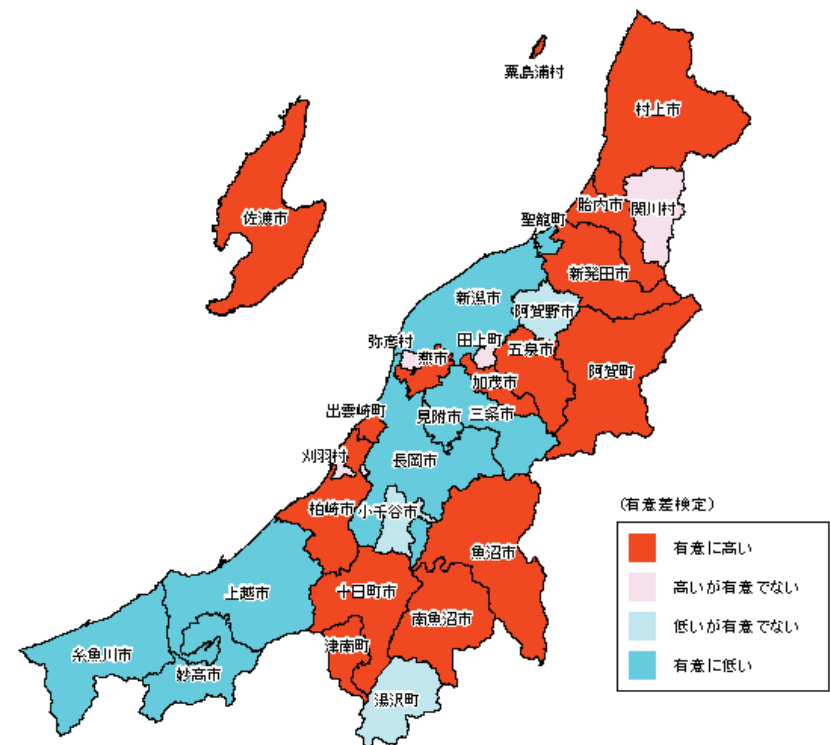 粟島浦村
村上市
佐渡市
胎内市
関川村
聖籠町
新発田市
新潟市
阿賀野市
弥彦村
燕市
田上町
五泉市
阿賀町
加茂市
出雲崎町
見附市
三条市
刈羽村
長岡市
柏崎市
小千谷市
魚沼市
上越市
十日町市
南魚沼市
津南町
糸魚川市
妙高市
湯沢町
(有意差検定)
有意に高い
高いが有意でない
低いが有意でない
有意に低い